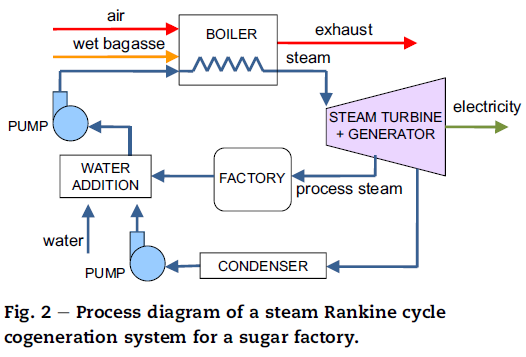 air
wet bagasse
BOILER
exhaust
steam
PUMP
STEAM TURBINE
+ GENERATOR
electricity
WATER
ADDITION
FACTORY
process steam
water
PUMP
CONDENSER
Fig. 2 – Process diagram of a steam Rankine cycle
cogeneration system for a sugar factory.